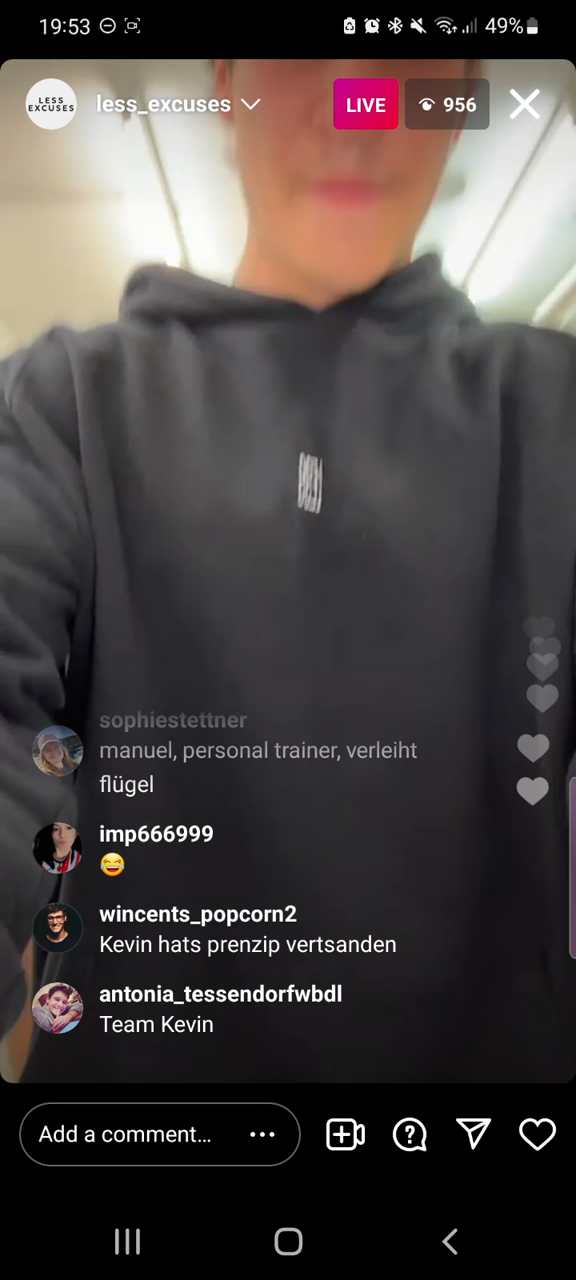 19:53
49%
LESS
EXCUSES
less_excuses
LIVE
956
sophiestettner
manuel, personal trainer, verleiht
flügel
imp666999
😂
wincents_popcorn2
Kevin hats prenzip vertsanden
antonia_tessendorfwbdl
Team Kevin
Add a comment...